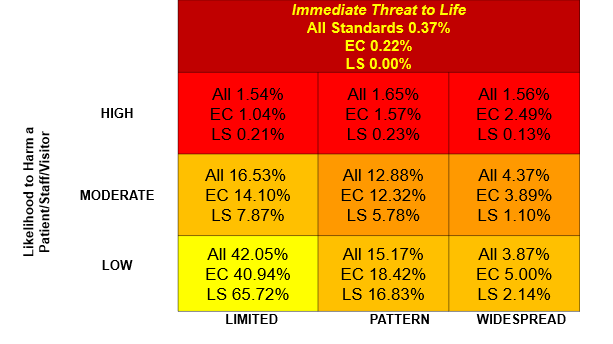 Immediate Threat to Life
All Standards 0.37%
EC 0.22%
LS 0.00%
Likelihood to Harm a
Patient/Staff/Visitor
HIGH
All 1.54%
EC 1.04%
LS 0.21%
All 1.65%
EC 1.57%
LS 0.23%
All 1.56%
EC 2.49%
LS 0.13%
MODERATE
All 16.53%
EC 14.10%
LS 7.87%
All 12.88%
EC 12.32%
LS 5.78%
All 4.37%
EC 3.89%
LS 1.10%
LOW
All 42.05%
EC 40.94%
LS 65.72%
All 15.17%
EC 18.42%
LS 16.83%
All 3.87%
EC 5.00%
LS 2.14%
LIMITED
PATTERN
WIDESPREAD